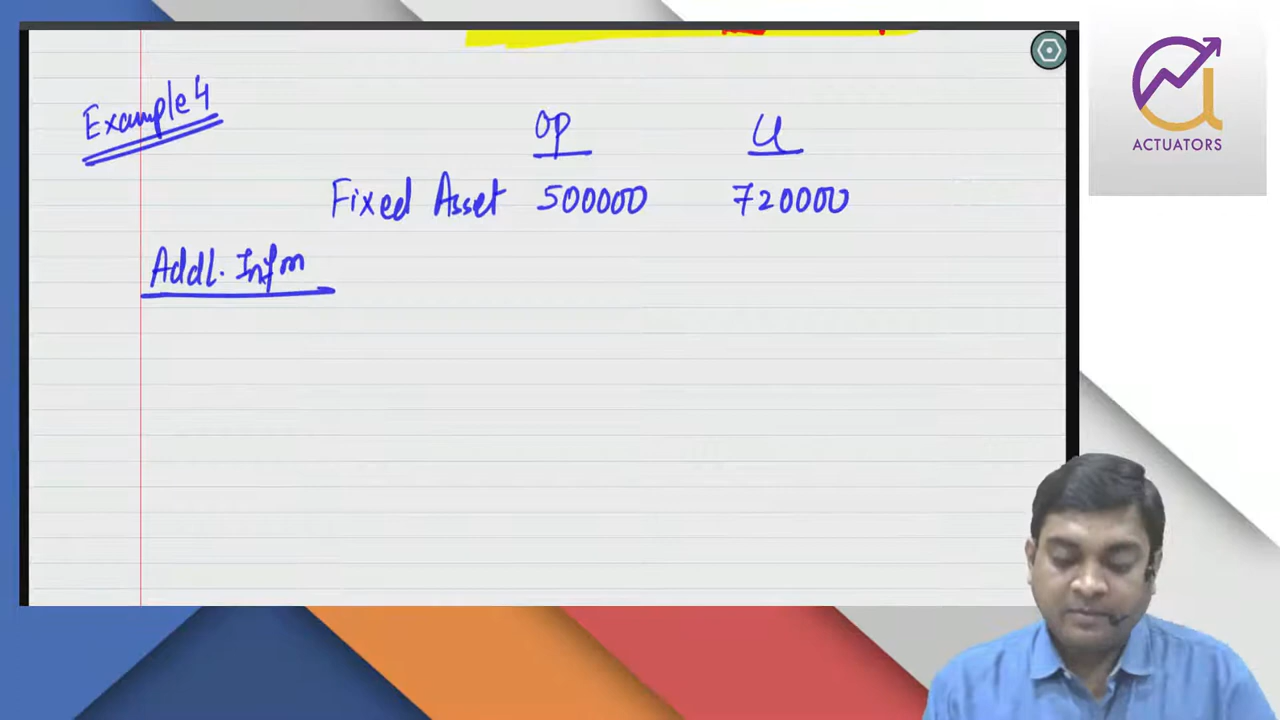 Example 4
Op Cl
Fixed Asset 500000 720000
Addl. Infm
ACTUATORS